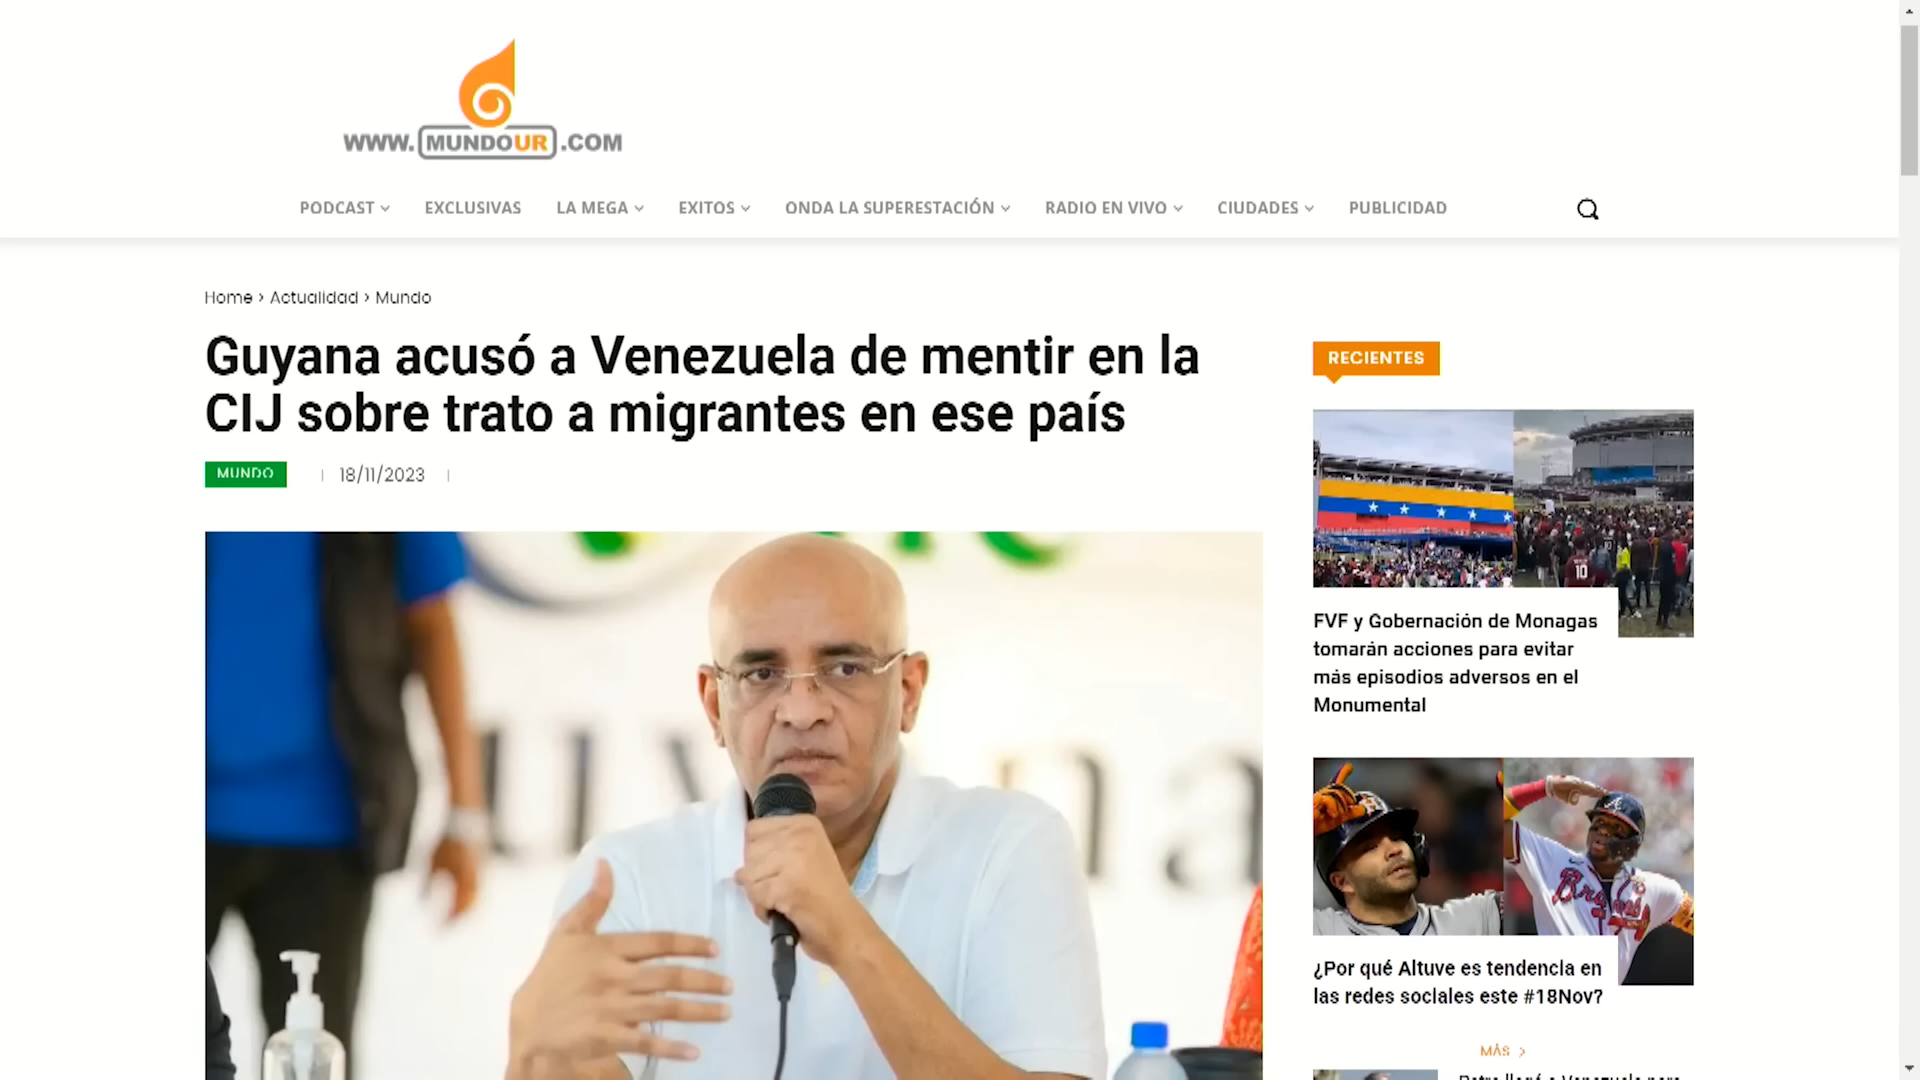 WWW.MUNDOUR.COM
PODCAST EXCLUSIVAS LA MEGA EXITOS ONDA LA SUPERESTACIÓN RADIO EN VIVO CIUDADES PUBLICIDAD
Home > Actualidad > Mundo
Guyana acusó a Venezuela de mentir en la
CIJ sobre trato a migrantes en ese país
MUNDO 18/11/2023
RECIENTES
10
FVF y Gobernación de Monagas
tomarán acciones para evitar
más episodios adversos en el
Monumental
¿Por qué Altuve es tendencia en
las redes sociales este #18Nov?
MÁS >